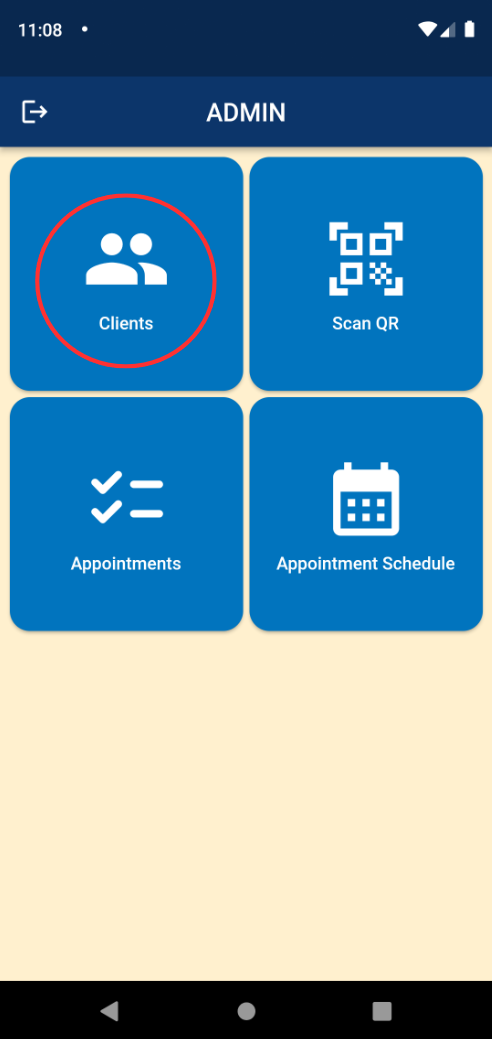 11:08
ADMIN
Clients
Scan QR
Appointments
Appointment Schedule